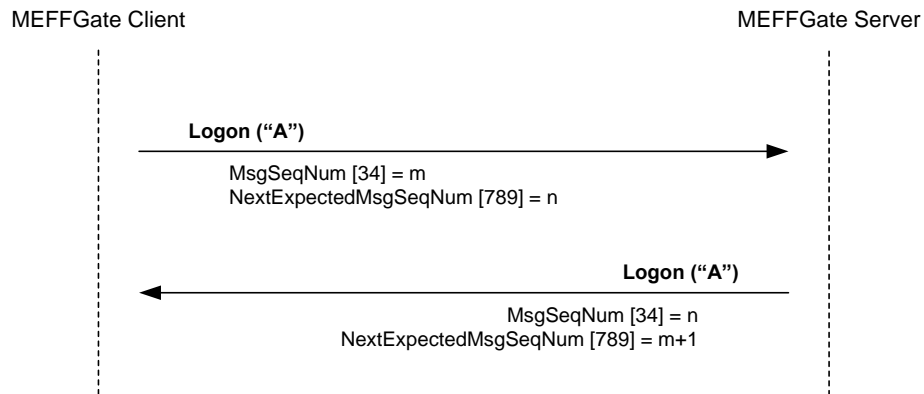 MEFFGate Client
MEFFGate Server
Logon (“A”)
MsgSeqNum [34] = m
NextExpectedMsgSeqNum [789] = n
Logon (“A”)
MsgSeqNum [34] = n
NextExpectedMsgSeqNum [789] = m+1